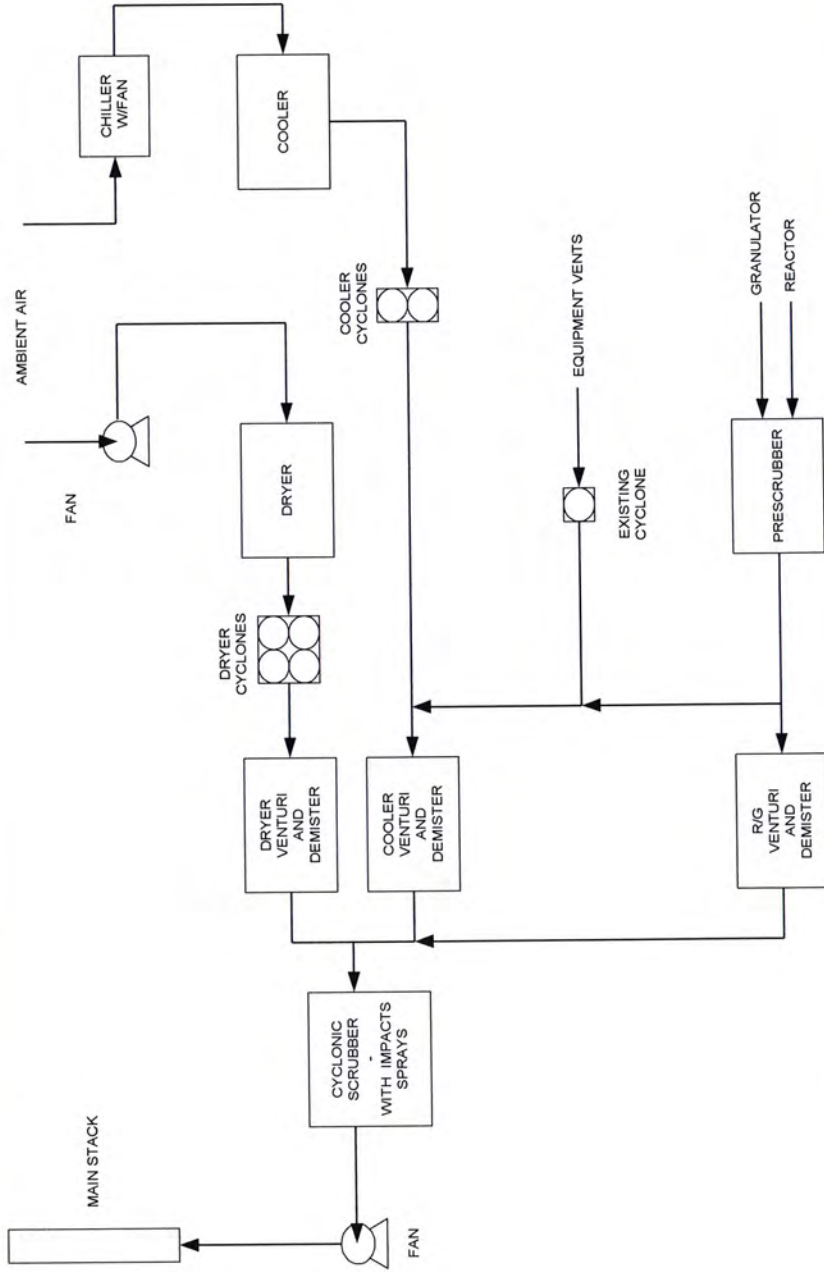 MAIN STACK
FAN
CYCLONIC
SCRUBBER
-
WITH IMPACTS
SPRAYS
DRYER
VENTURI
AND
DEMISTER
COOLER
VENTURI
AND
DEMISTER
R/G
VENTURI
AND
DEMISTER
DRYER
CYCLONES
DRYER
FAN
AMBIENT AIR
CHILLER
W/FAN
COOLER
COOLER
CYCLONES
EXISTING
CYCLONE
EQUIPMENT VENTS
PRESCRUBBER
GRANULATOR
REACTOR